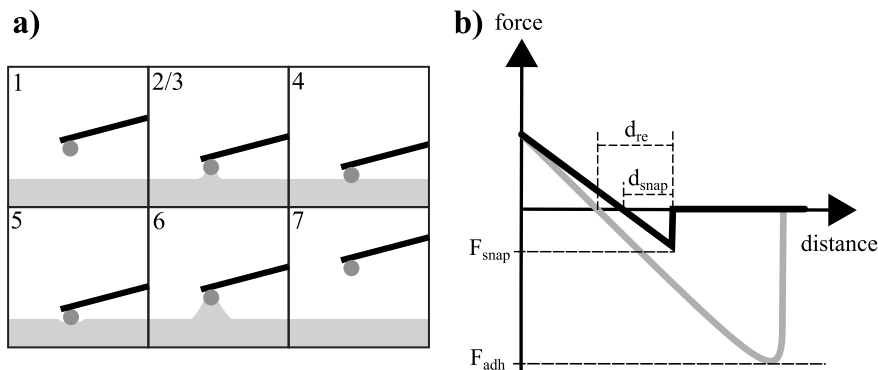 a)
1
2/3
4
5
6
7
b)
force
d_re
d_snap
distance
F_snap
F_adh